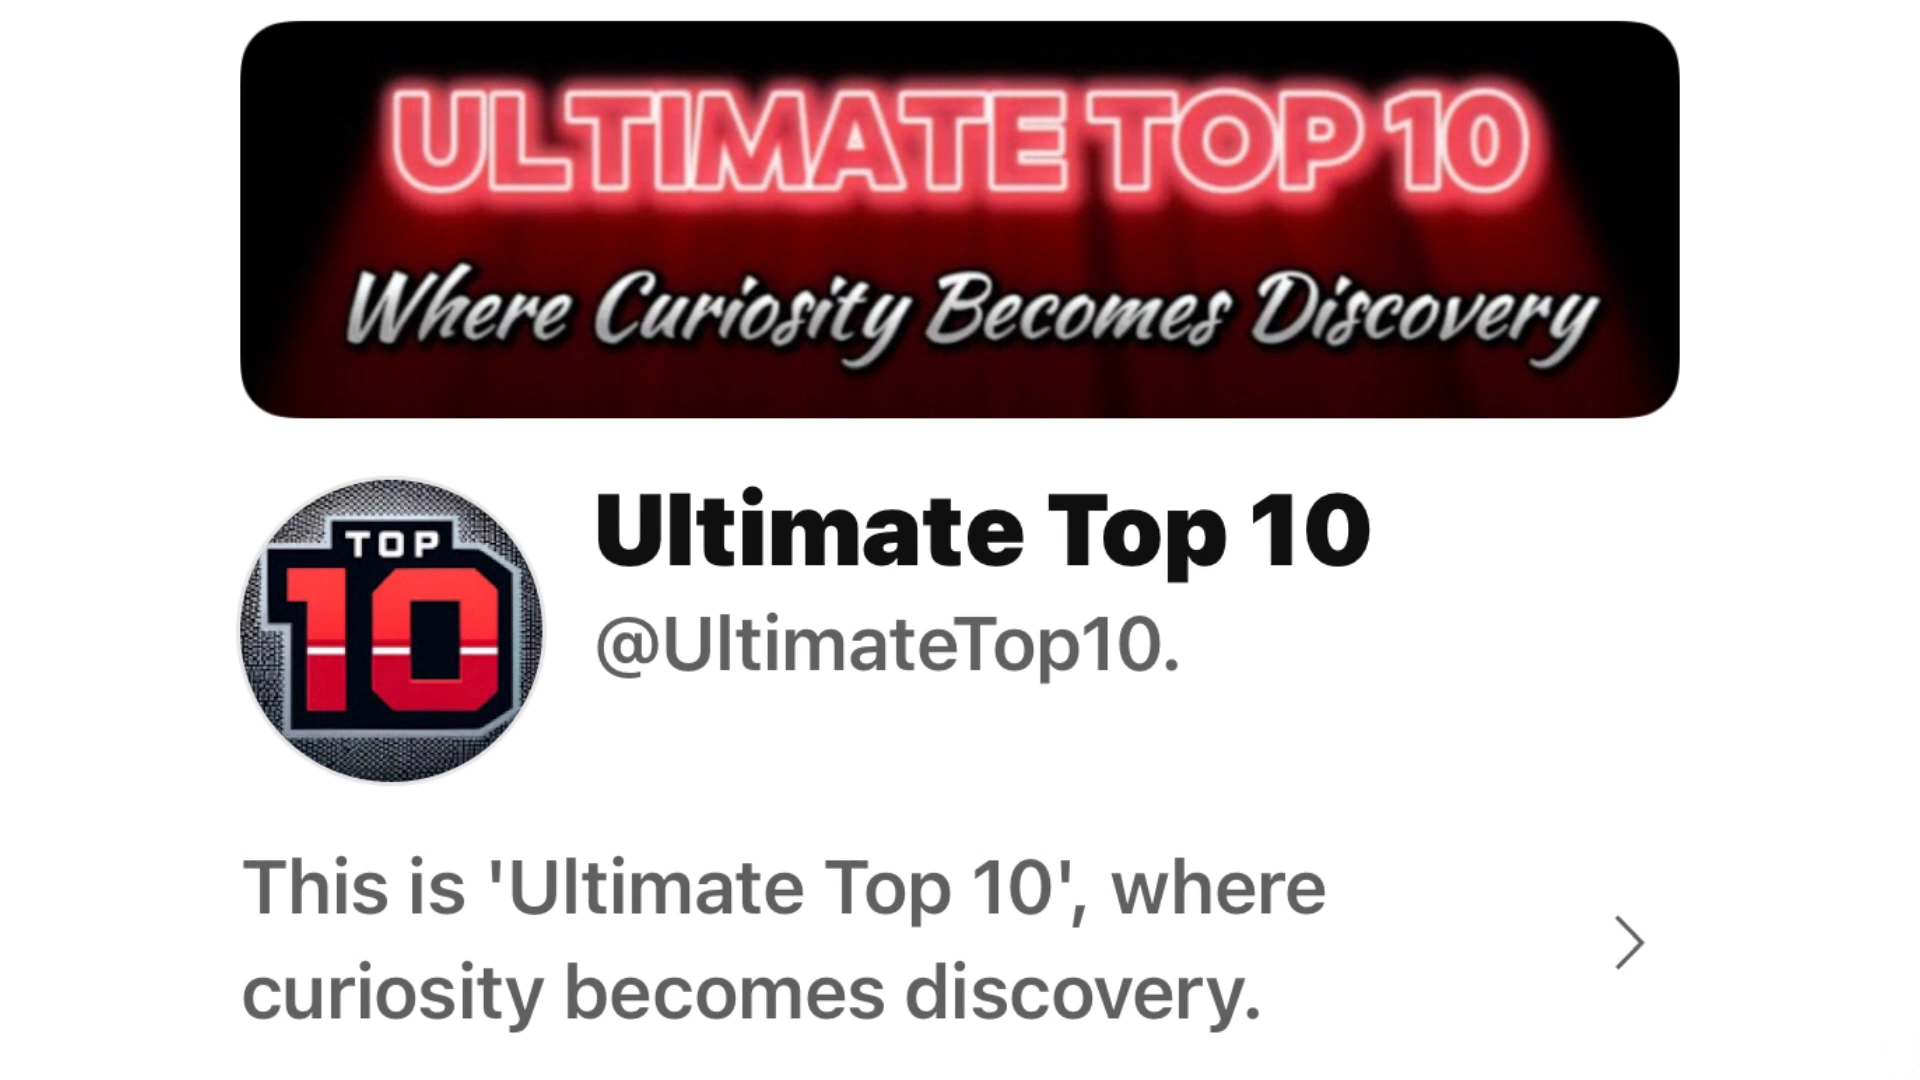 ULTIMATE TOP 10
Where Curiosity Becomes Discovery
TOP
10
Ultimate Top 10
@UltimateTop10.
This is 'Ultimate Top 10', where
curiosity becomes discovery.